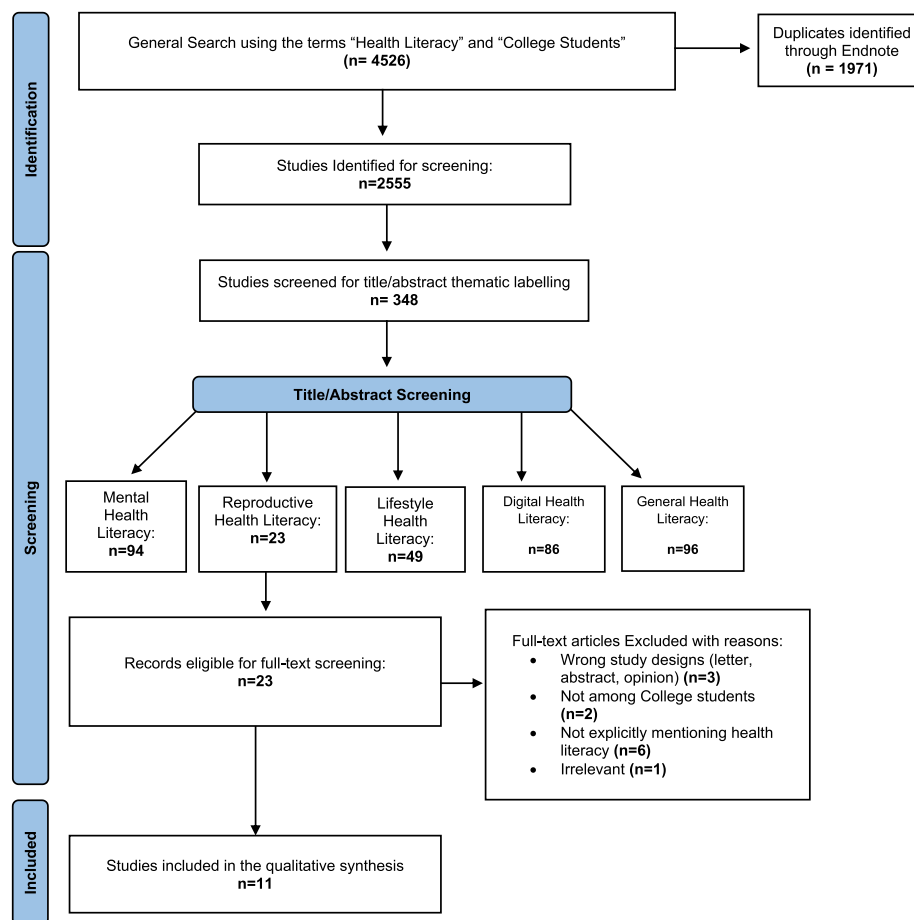 General Search using the terms “Health Literacy” and “College Students”
(n= 4526)
Duplicates identified
through Endnote
(n = 1971)
Identification
Studies Identified for screening:
n=2555
Screening
Studies screened for title/abstract thematic labelling
n= 348
Title/Abstract Screening
Mental
Health
Literacy:
n=94
Reproductive
Health Literacy:
n=23
Lifestyle
Health
Literacy:
n=49
Digital Health
Literacy:
n=86
General Health
Literacy:
n=96
Records eligible for full-text screening:
n=23
Full-text articles Excluded with reasons:
• Wrong study designs (letter,
abstract, opinion) (n=3)
• Not among College students
(n=2)
• Not explicitly mentioning health
literacy (n=6)
• Irrelevant (n=1)
Included
Studies included in the qualitative synthesis
n=11